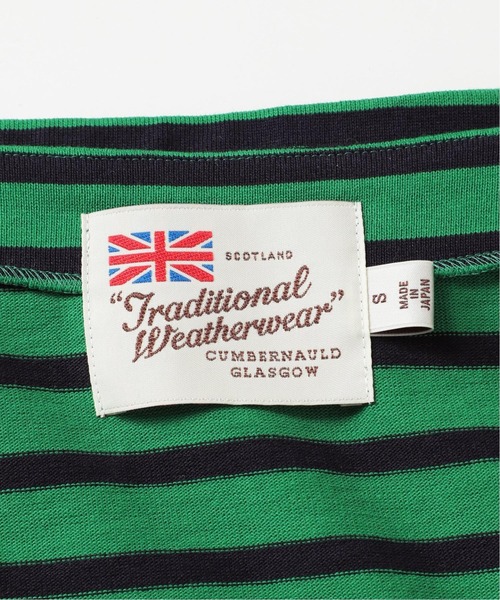 SCOTLAND
"Traditional
Weatherwear"
CUMBERNAULD
GLASGOW
S
MADE
IN
JAPAN